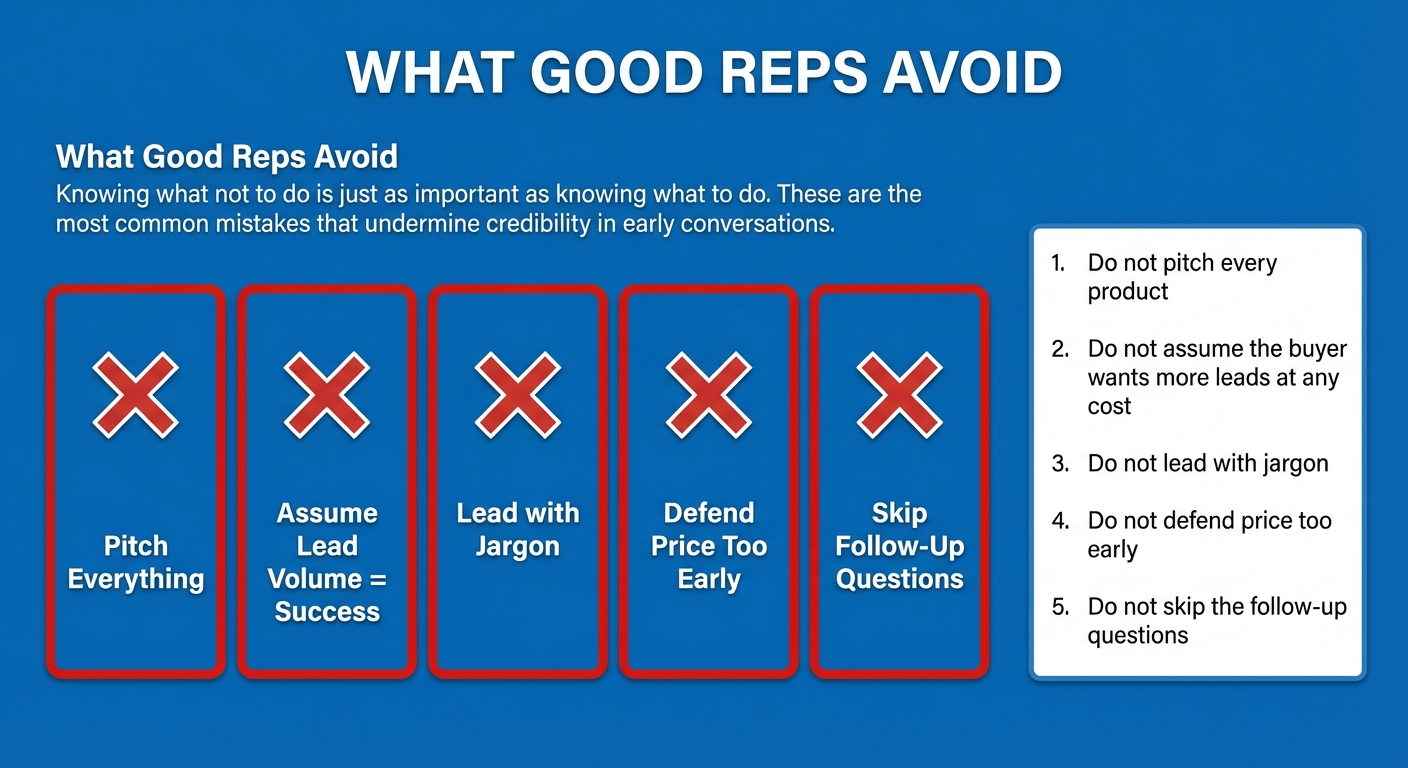 WHAT GOOD REPS AVOID
What Good Reps Avoid
Knowing what not to do is just as important as knowing what to do. These are the
most common mistakes that undermine credibility in early conversations.
Pitch
Everything
Assume
Lead
Volume =
Success
Lead with
Jargon
Defend
Price Too
Early
Skip
Follow-Up
Questions
1. Do not pitch every
product
2. Do not assume the buyer
wants more leads at any
cost
3. Do not lead with jargon
4. Do not defend price too
early
5. Do not skip the follow-up
questions